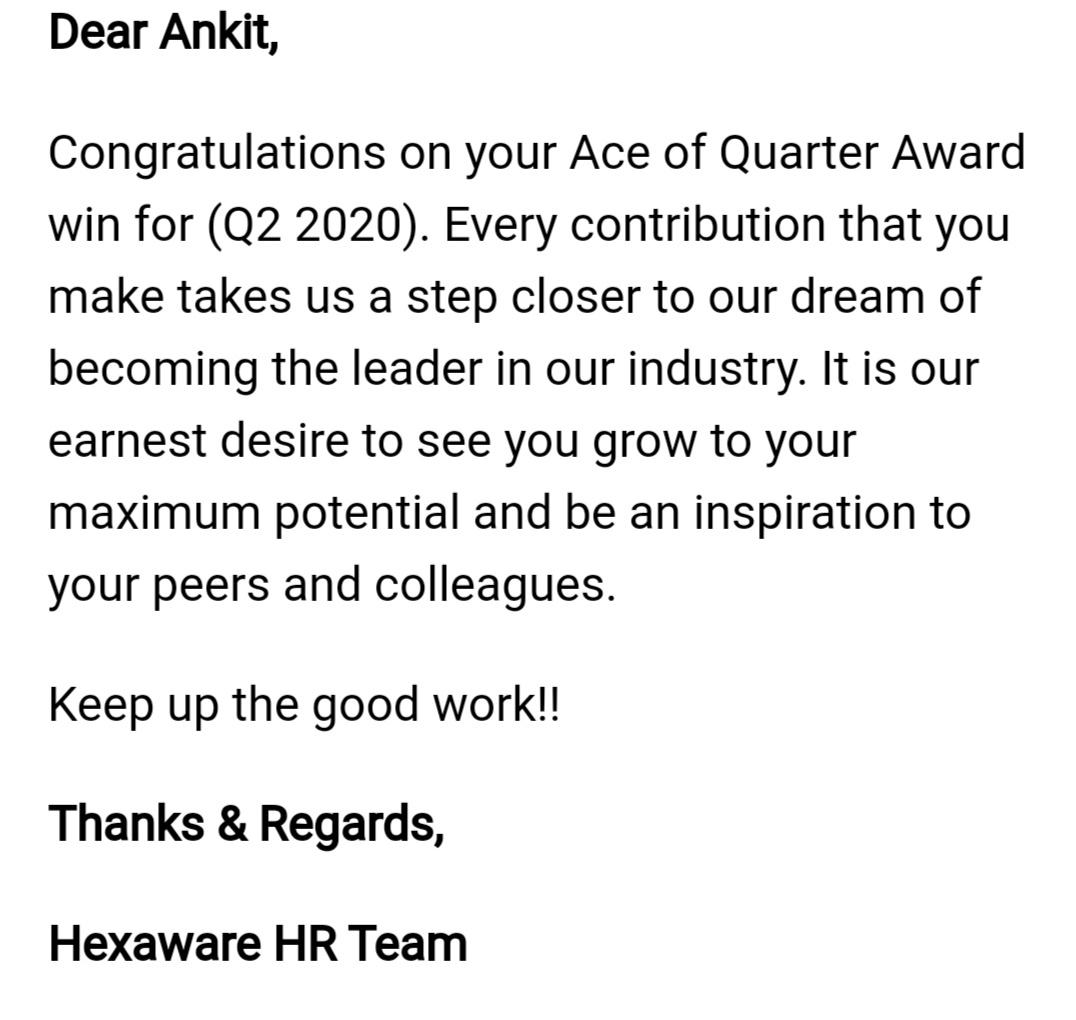 Dear Ankit,
Congratulations on your Ace of Quarter Award
win for (Q2 2020). Every contribution that you
make takes us a step closer to our dream of
becoming the leader in our industry. It is our
earnest desire to see you grow to your
maximum potential and be an inspiration to
your peers and colleagues.
Keep up the good work!!
Thanks & Regards,
Hexaware HR Team